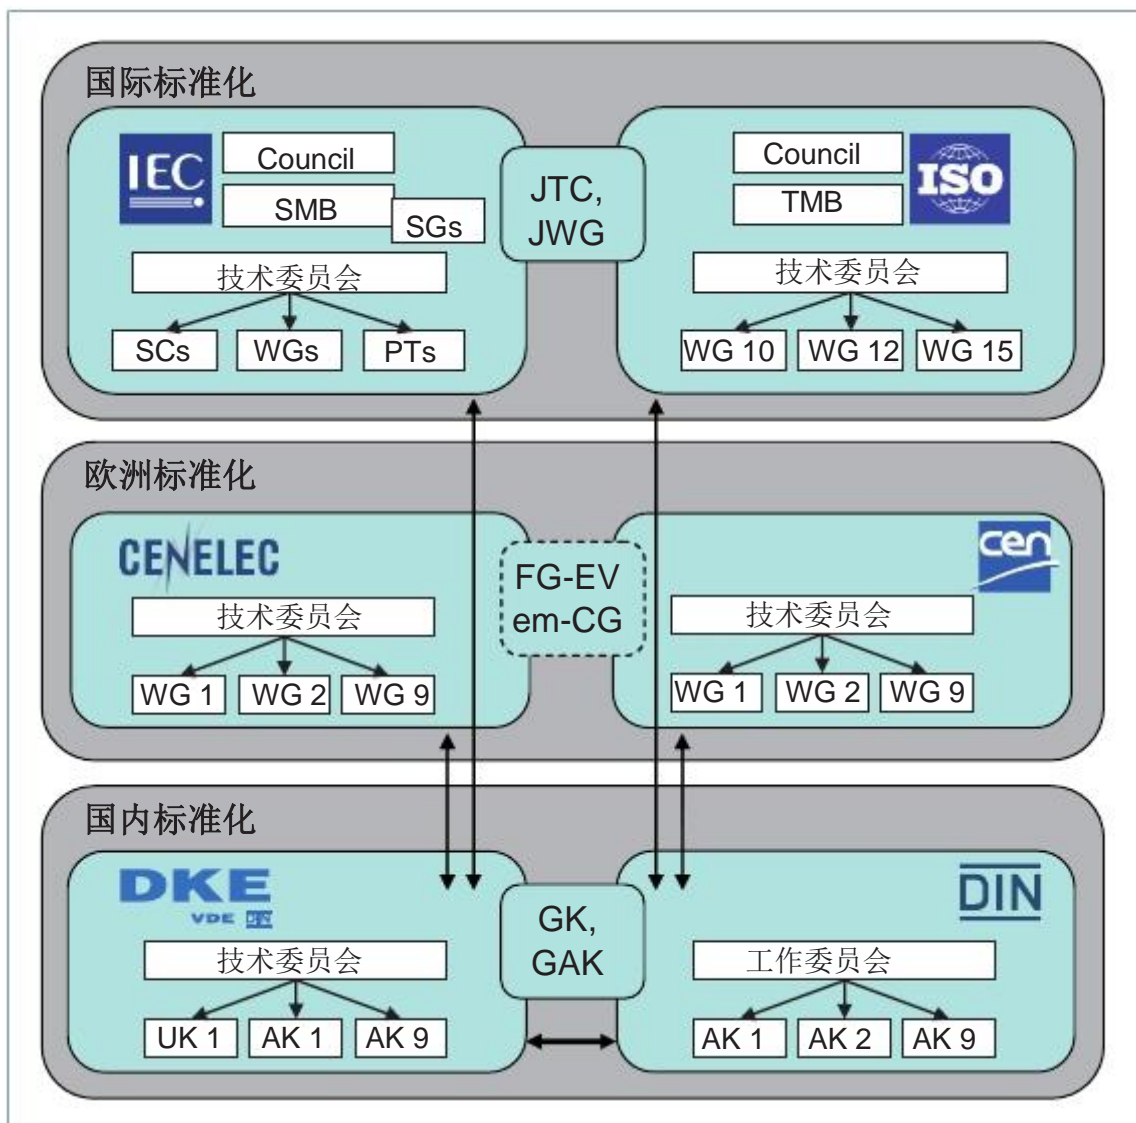 国际标准化
IEC
Council
SMB
SGs
技术委员会
SCs
WGs
PTs
JTC,
JWG
Council
TMB
ISO
技术委员会
WG 10
WG 12
WG 15
欧洲标准化
CENELEC
技术委员会
WG 1
WG 2
WG 9
FG-EV
em-CG
cen
技术委员会
WG 1
WG 2
WG 9
国内标准化
DKE
VDE DIN
技术委员会
UK 1
AK 1
AK 9
GK,
GAK
DIN
工作委员会
AK 1
AK 2
AK 9